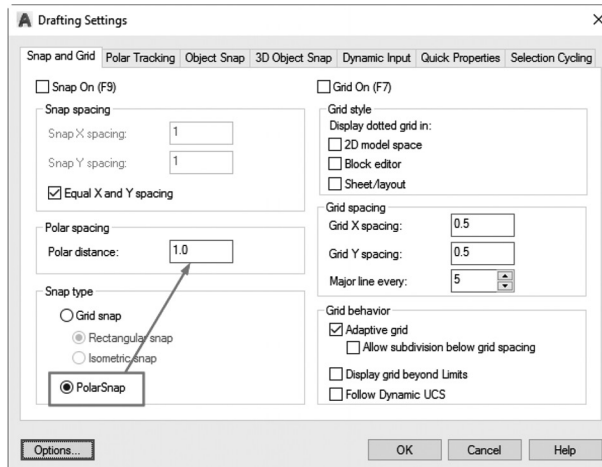 Drafting Settings
Snap and Grid Polar Tracking Object Snap 3D Object Snap Dynamic Input Quick Properties Selection Cycling
Snap On (F9)
Snap spacing
Snap X spacing: 1
Snap Y spacing: 1
Equal X and Y spacing
Polar spacing
Polar distance: 1.0
Snap type
Grid snap
Rectangular snap
Isometric snap
PolarSnap
Grid On (F7)
Grid style
Display dotted grid in:
2D model space
Block editor
Sheet/layout
Grid spacing
Grid X spacing: 0.5
Grid Y spacing: 0.5
Major line every: 5
Grid behavior
Adaptive grid
Allow subdivision below grid spacing
Display grid beyond Limits
Follow Dynamic UCS
Options... OK Cancel Help